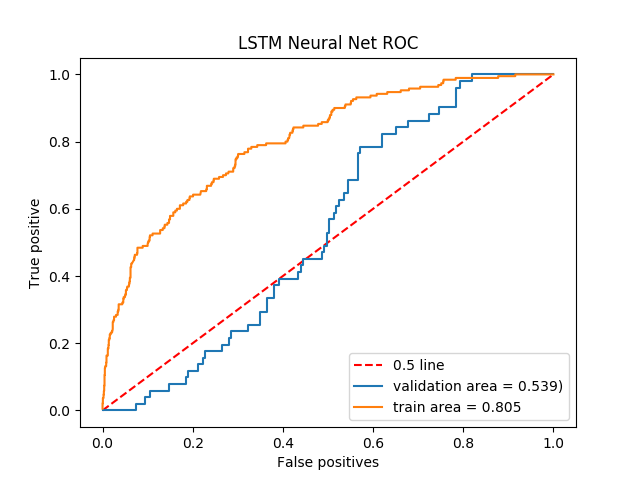 LSTM Neural Net ROC
True positive
1.0
0.8
0.6
0.4
0.2
0.0
0.5 line
validation area = 0.539)
train area = 0.805
0.0 0.2 0.4 0.6 0.8 1.0
False positives